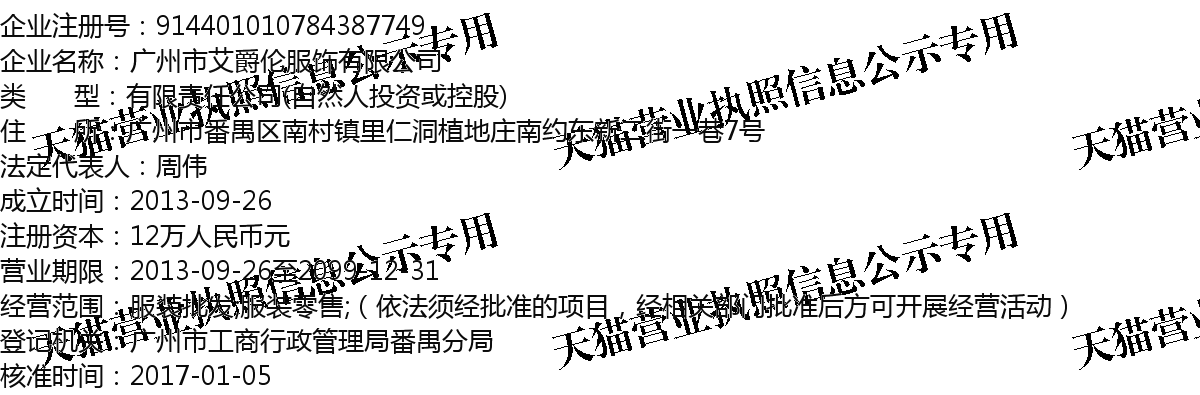 企业注册号：914401010784387749
企业名称：广州市艾爵伦服饰有限公司
类　　型：有限责任公司(自然人投资或控股)
住　　所：广州市番禺区南村镇里仁洞植地庄南约东新二街一巷7号
法定代表人：周伟
成立时间：2013-09-26
注册资本：12万人民币元
营业期限：2013-09-26至2099-12-31
经营范围：服装批发;服装零售;（依法须经批准的项目，经相关部门批准后方可开展经营活动）
登记机关：广州市工商行政管理局番禺分局
核准时间：2017-01-05
天猫营业执照信息公示专用
天猫营业执照信息公示专用
天猫营业
天猫营业执照信息公示专用
天猫营业执照信息公示专用
天猫营业